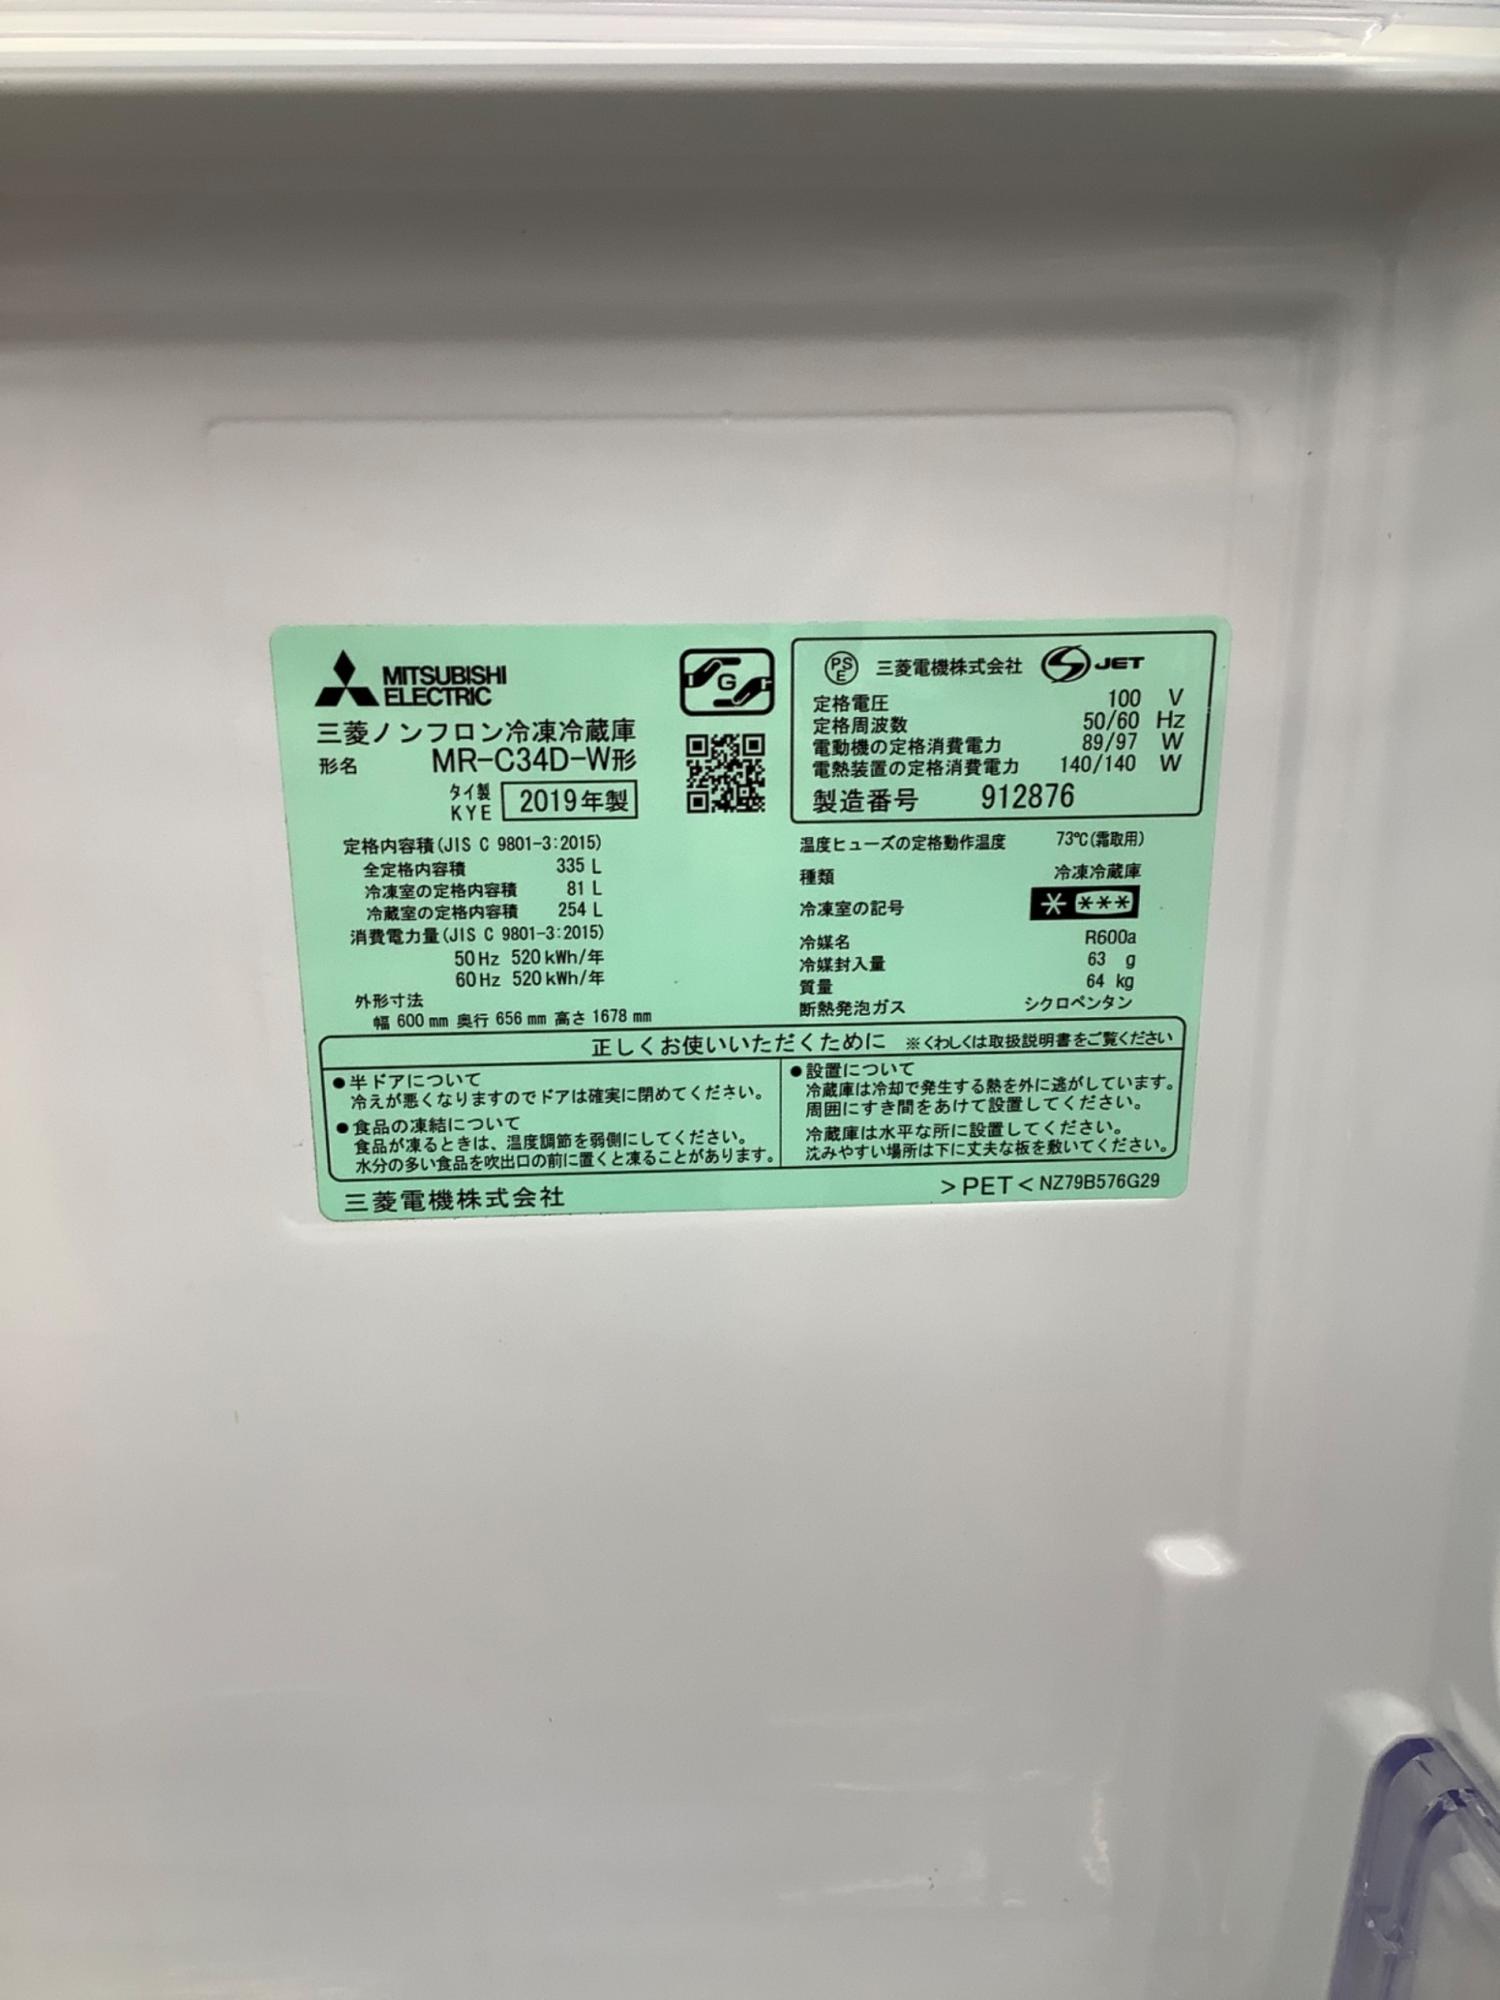 MITSUBISHI
ELECTRIC
三菱ノンフロン冷凍冷蔵庫
形名 MR-C34D-W形
タイ製
KYE 2019年製
定格内容積(JIS C 9801-3:2015)
全定格内容積 335 L
冷凍室の定格内容積 81 L
冷蔵室の定格内容積 254 L
消費電力量(JIS C 9801-3:2015)
50Hz 520kWh/年
60Hz 520kWh/年
外形寸法
幅 600 mm 奥行 656 mm 高さ 1678 mm
G
PS
E 三菱電機株式会社 S JET
定格電圧 100 V
定格周波数 50/60 Hz
電動機の定格消費電力 89/97 W
電熱装置の定格消費電力 140/140 W
製造番号 912876
温度ヒューズの定格動作温度 73℃(霜取用)
種類 冷凍冷蔵庫
冷凍室の記号 * ***
冷媒名 R600a
冷媒封入量 63 g
質量 64 kg
断熱発泡ガス シクロペンタン
正しくお使いいただくために ※くわしくは取扱説明書をご覧ください
●半ドアについて
冷えが悪くなりますのでドアは確実に閉めてください。
●食品の凍結について
食品が凍るときは、温度調節を弱側にしてください。
水分の多い食品を吹出口の前に置くと凍ることがあります。
●設置について
冷蔵庫は冷却で発生する熱を外に逃がしています。
周囲にすき間をあけて設置してください。
冷蔵庫は水平な所に設置してください。
沈みやすい場所は下に丈夫な板を敷いてください。
三菱電機株式会社
>PET< NZ79B576G29